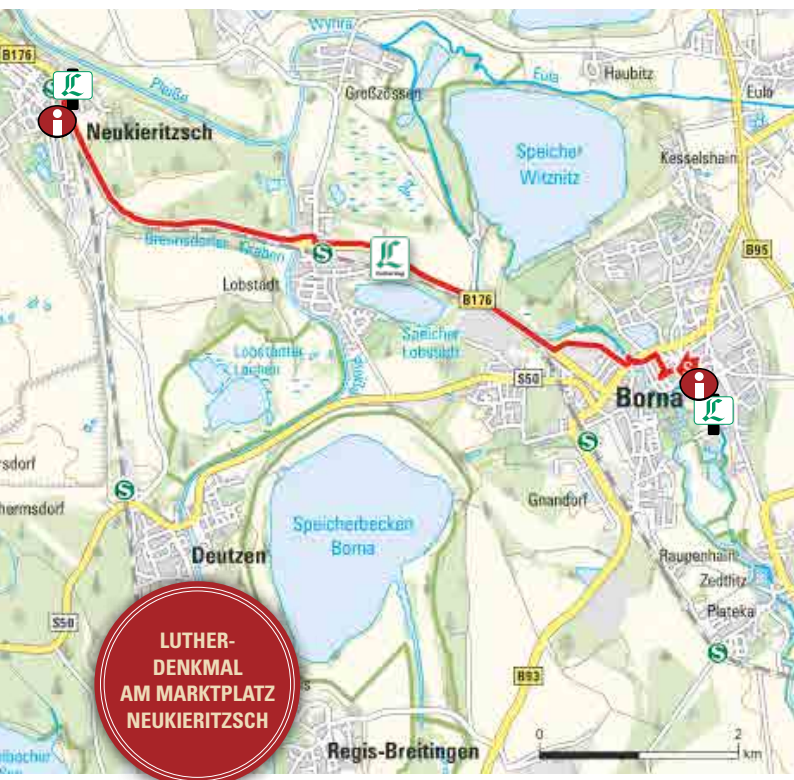 Wyhra
B176
Pleiße
Großzössen
Eula
Haubitz
Eula
Neukieritzsch
Speicher
Witznitz
Kesselshain
B95
S
Lobstädt
B176
Speicher
Lobstädt
Lobstädter
Lachen
Pleiße
S50
Borna
S
S
Gnandorf
Speicherbecken
Borna
Deutzen
Raupenhain
Zedtlitz
Plateka
S50
S
LUTHER-
DENKMAL
AM MARKTPLATZ
NEUKIERITZSCH
B93
Regis-Breitingen
0 2
km